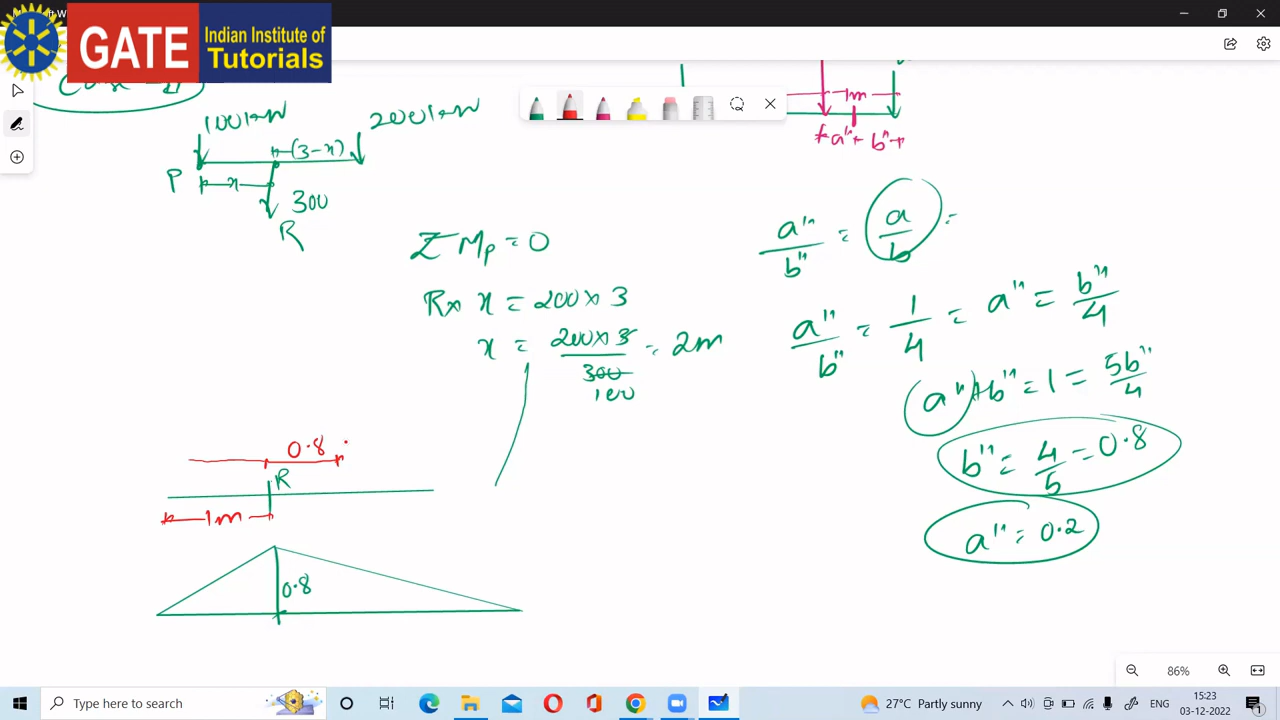 GATE
Indian Institute of
Tutorials
100 kN
200 kN
(3-x)
P
x
300
R
1m
a" b"
Σ Mp = 0
a"/b" = a/b =
R × x = 200 × 3
x = 200 × 3 / 300 = 2m
100
a"/b" = 1/4 = a" = b"/4
a" + b" = 1 = 5b"/4
b" = 4/5 = 0.8
a" = 0.2
0.8
R
1m
0.8
86%
Type here to search
27°C Partly sunny
ENG
15:23
03-12-2022